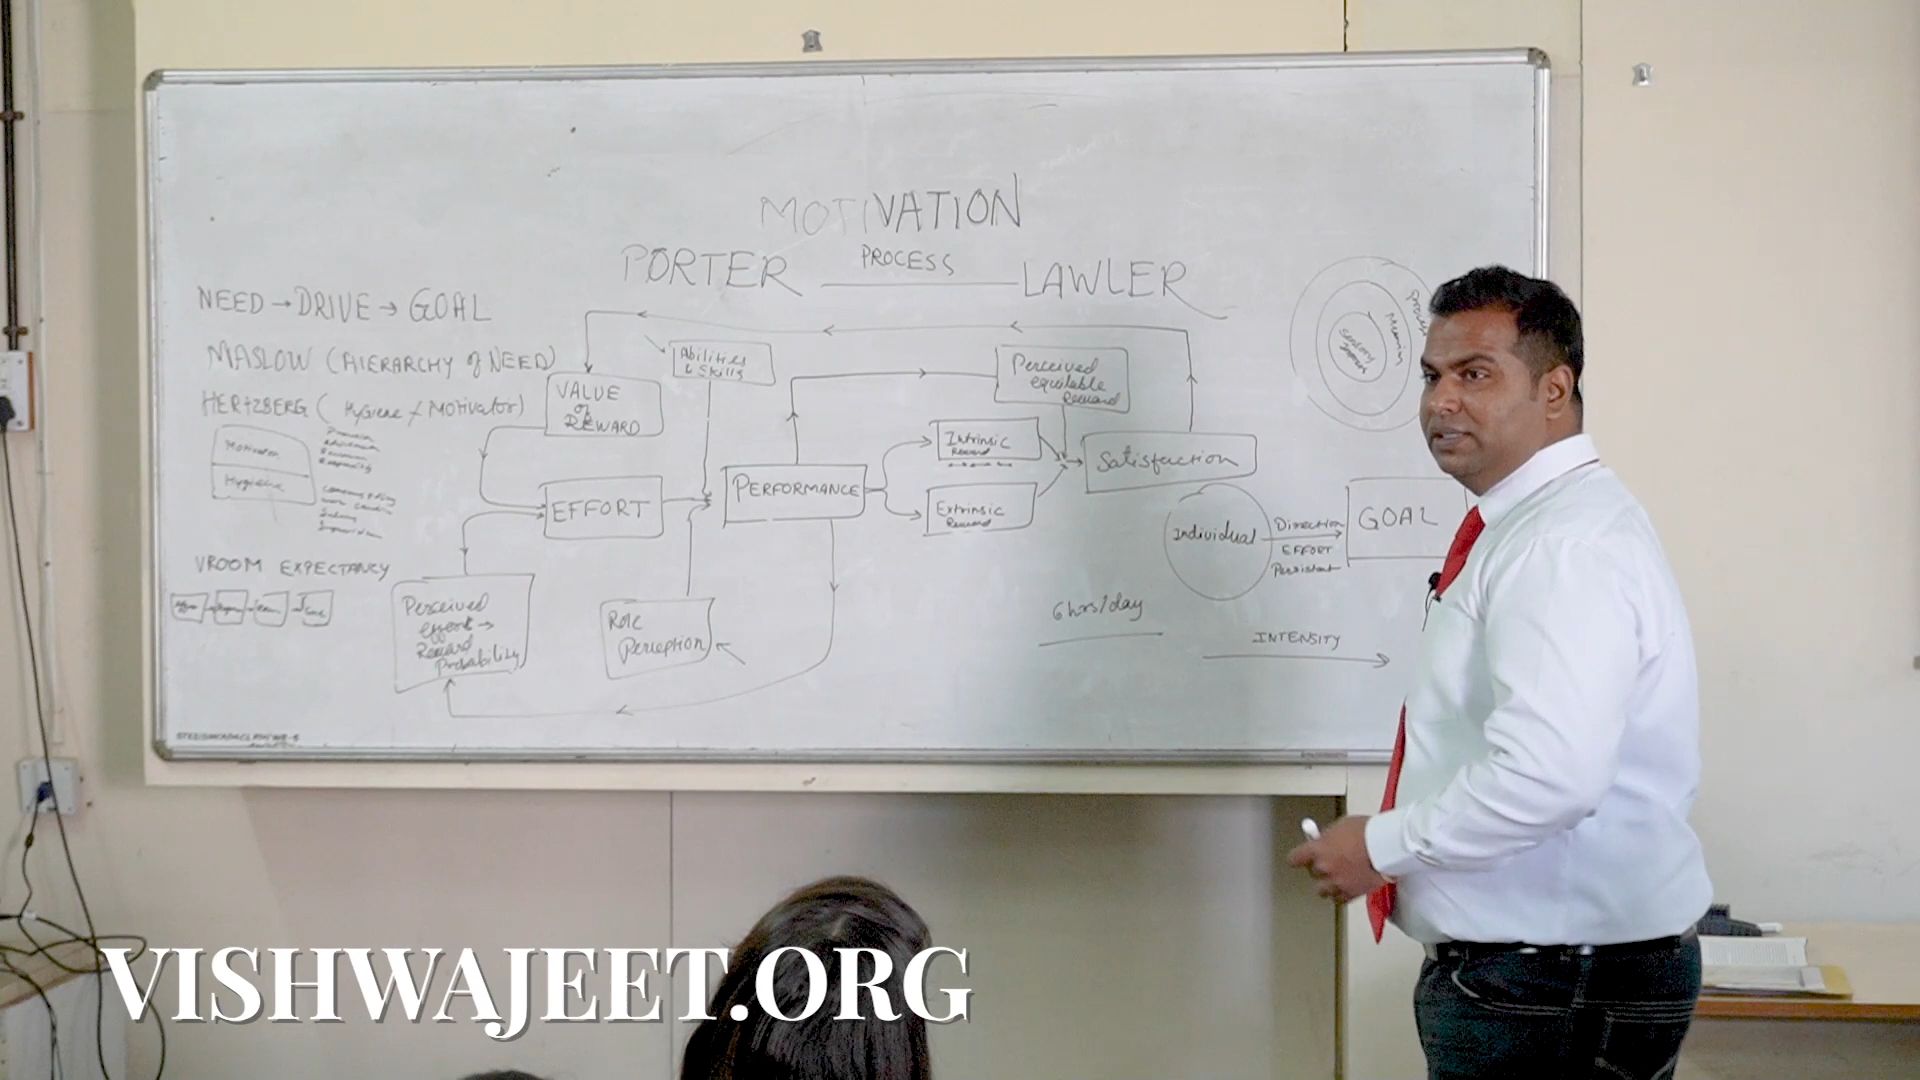 MOTIVATION
PORTER PROCESS LAWLER
NEED → DRIVE → GOAL
MASLOW (HIERARCHY of NEED)
HERTZBERG ( Hygiene / Motivator)
Motivator
Hygiene
VROOM EXPECTANCY
VALUE
of
REWARD
Abilities
& Skills
EFFORT
Perceived
effort →
Reward
Probability
Role
Perception
PERFORMANCE
Perceived
equitable
Reward
Intrinsic
Reward
Extrinsic
Reward
Satisfaction
Process
Sensory
Individual
Direction
EFFORT
Persistent
GOAL
6 hrs/day
INTENSITY
VISHWAJEET.ORG